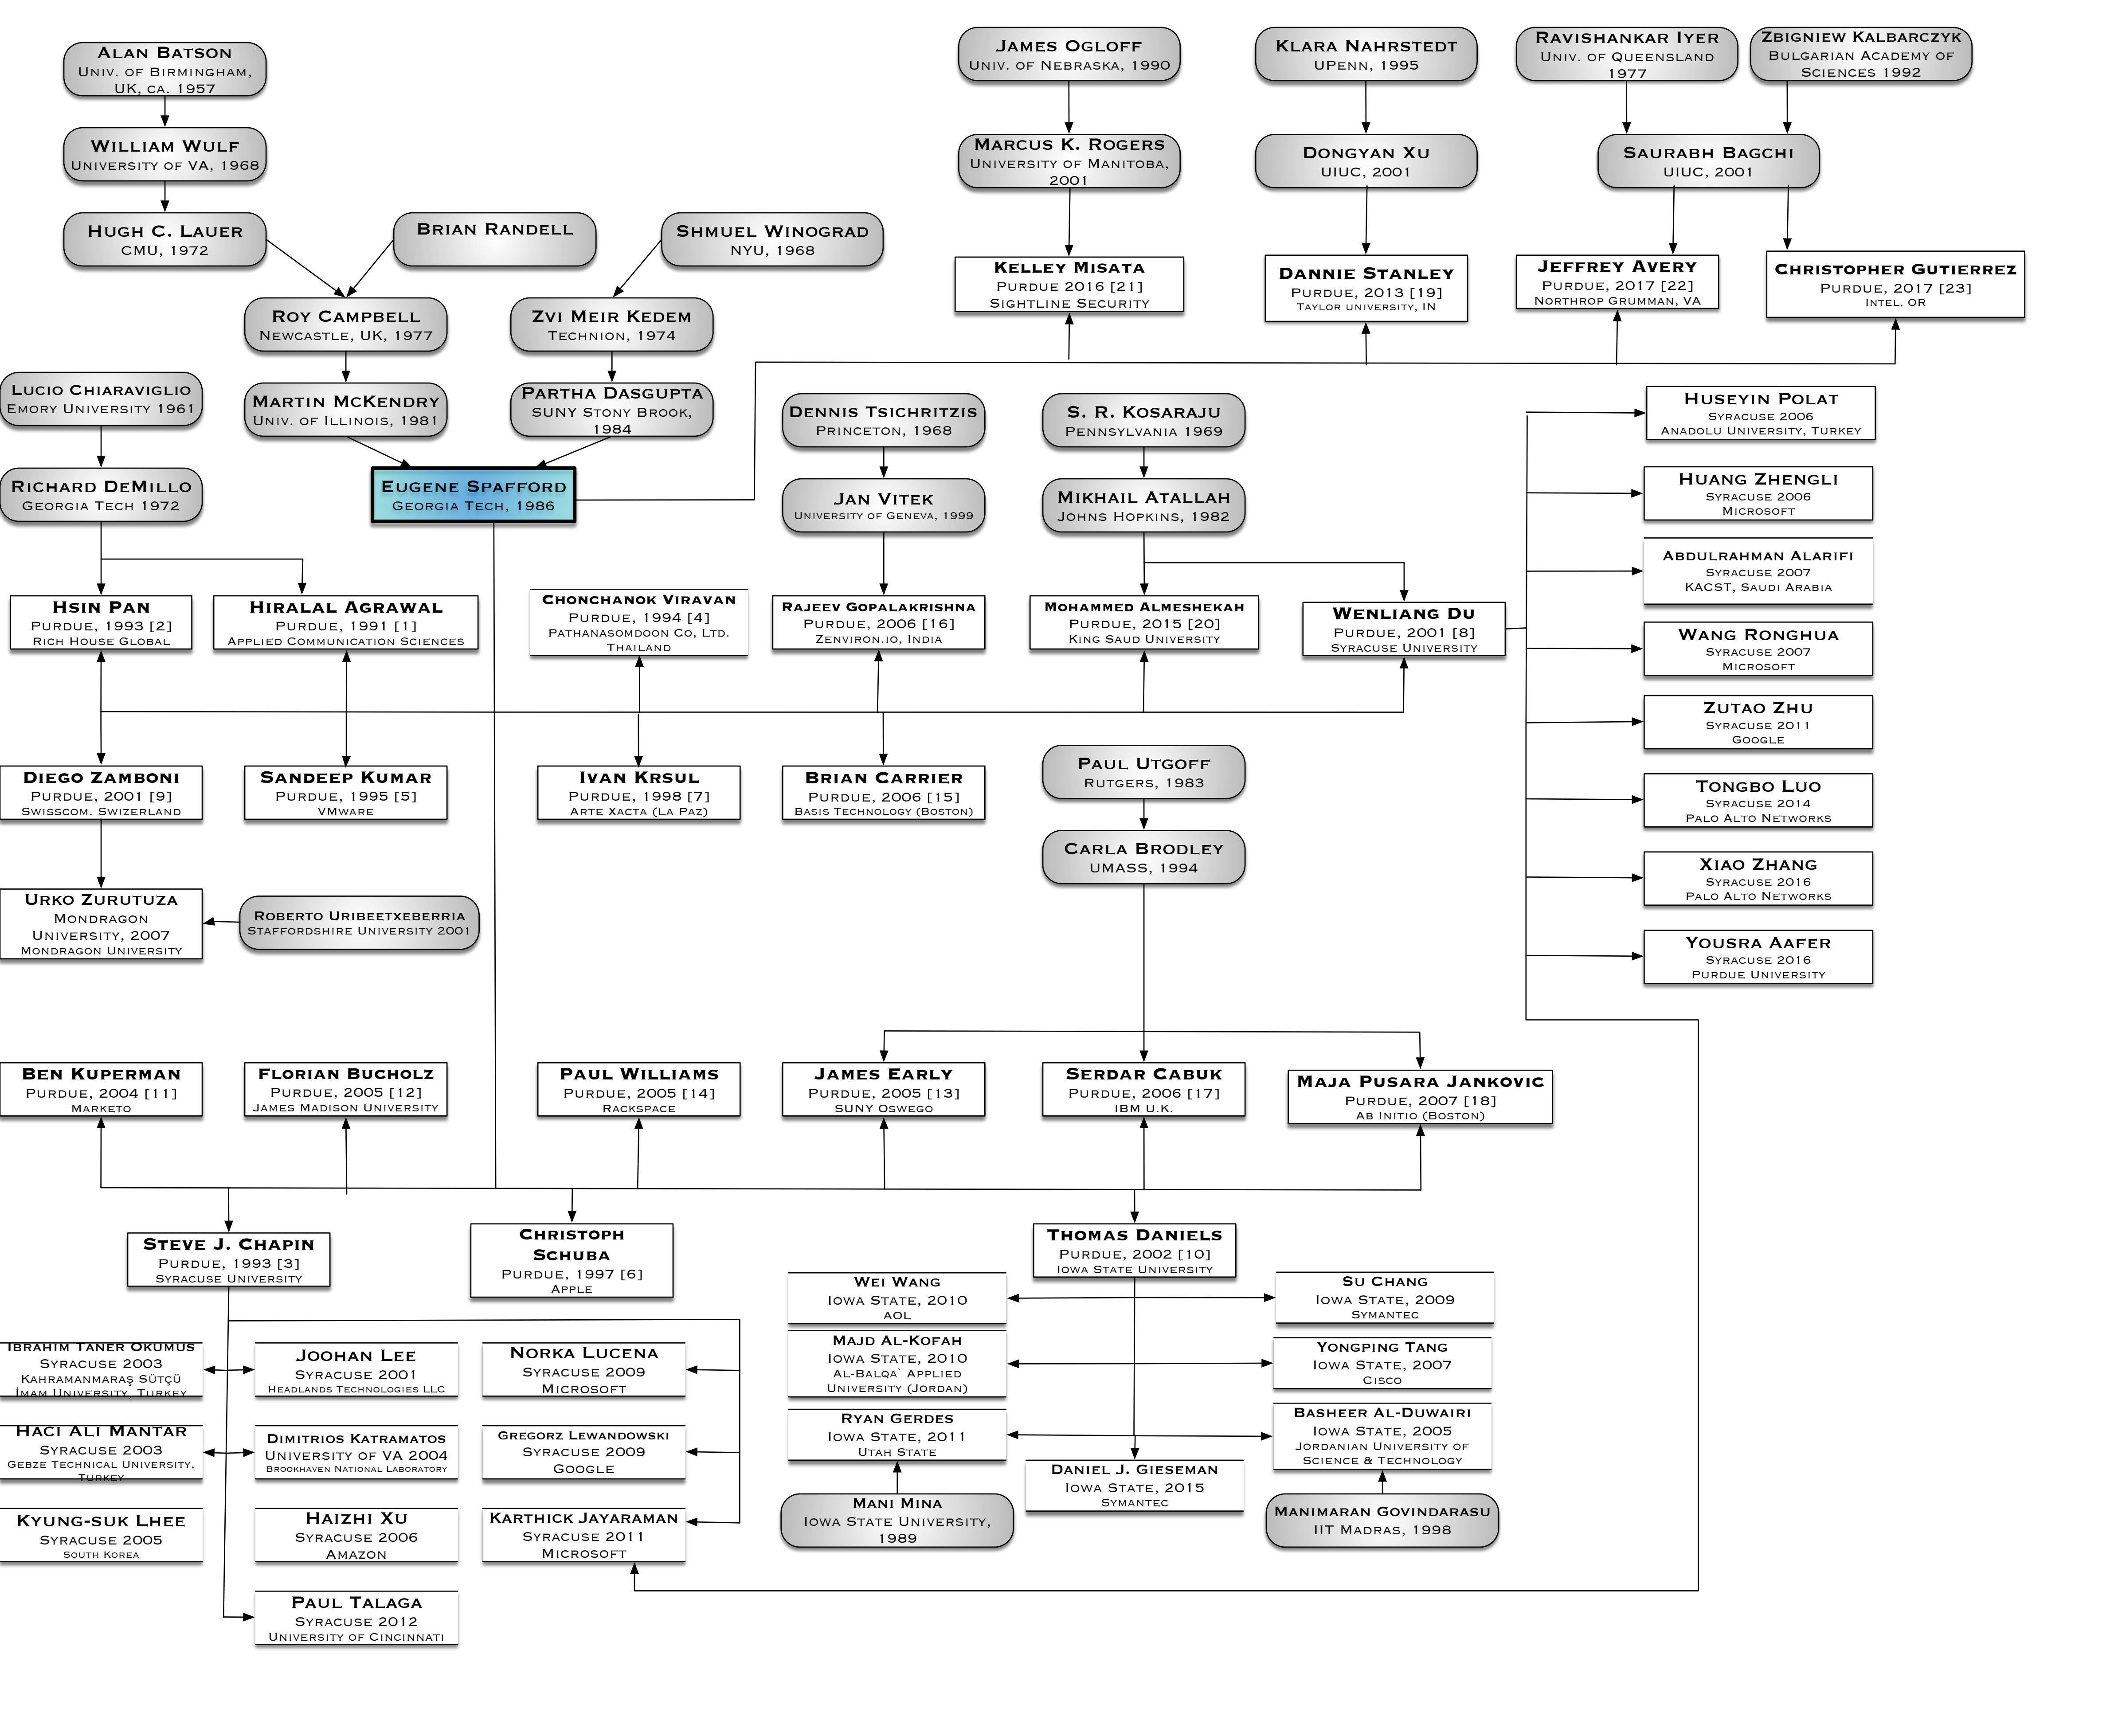 Alan Batson
Univ. of Birmingham,
UK, ca. 1957
James Ogloff
Univ. of Nebraska, 1990
Klara Nahrstedt
UPenn, 1995
Ravishankar Iyer
Univ. of Queensland
1977
Zbigniew Kalbarczyk
Bulgarian Academy of
Sciences 1992
William Wulf
University of VA, 1968
Marcus K. Rogers
University of Manitoba,
2001
Dongyan Xu
UIUC, 2001
Saurabh Bagchi
UIUC, 2001
Hugh C. Lauer
CMU, 1972
Brian Randell
Shmuel Winograd
NYU, 1968
Kelley Misata
Purdue 2016 [21]
Sightline Security
Dannie Stanley
Purdue, 2013 [19]
Taylor university, IN
Jeffrey Avery
Purdue, 2017 [22]
Northrop Grumman, VA
Christopher Gutierrez
Purdue, 2017 [23]
Intel, OR
Roy Campbell
Newcastle, UK, 1977
Zvi Meir Kedem
Technion, 1974
Lucio Chiaraviglio
Emory University 1961
Martin McKendry
Univ. of Illinois, 1981
Partha Dasgupta
SUNY Stony Brook,
1984
Dennis Tsichritzis
Princeton, 1968
S. R. Kosaraju
Pennsylvania 1969
Huseyin Polat
Syracuse 2006
Anadolu University, Turkey
Richard DeMillo
Georgia Tech 1972
Eugene Spafford
Georgia Tech, 1986
Jan Vitek
University of Geneva, 1999
Mikhail Atallah
Johns Hopkins, 1982
Huang Zhengli
Syracuse 2006
Microsoft
Abdulrahman Alarifi
Syracuse 2007
KACST, Saudi Arabia
Hsin Pan
Purdue, 1993 [2]
Rich House Global
Hiralal Agrawal
Purdue, 1991 [1]
Applied Communication Sciences
Chonchanok Viravan
Purdue, 1994 [4]
Pathanasomdoon Co, Ltd.
Thailand
Rajeev Gopalakrishna
Purdue, 2006 [16]
Zenviron.io, India
Mohammed Almeshekah
Purdue, 2015 [20]
King Saud University
Wenliang Du
Purdue, 2001 [8]
Syracuse University
Wang Ronghua
Syracuse 2007
Microsoft
Zutao Zhu
Syracuse 2011
Google
Diego Zamboni
Purdue, 2001 [9]
Swisscom. Swizerland
Sandeep Kumar
Purdue, 1995 [5]
VMware
Ivan Krsul
Purdue, 1998 [7]
Arte Xacta (La Paz)
Brian Carrier
Purdue, 2006 [15]
Basis Technology (Boston)
Paul Utgoff
Rutgers, 1983
Tongbo Luo
Syracuse 2014
Palo Alto Networks
Carla Brodley
UMASS, 1994
Xiao Zhang
Syracuse 2016
Palo Alto Networks
Urko Zurutuza
Mondragon
University, 2007
Mondragon University
Roberto Uribeetxeberria
Staffordshire University 2001
Yousra Aafer
Syracuse 2016
Purdue University
Ben Kuperman
Purdue, 2004 [11]
Marketo
Florian Bucholz
Purdue, 2005 [12]
James Madison University
Paul Williams
Purdue, 2005 [14]
Rackspace
James Early
Purdue, 2005 [13]
SUNY Oswego
Serdar Cabuk
Purdue, 2006 [17]
IBM U.K.
Maja Pusara Jankovic
Purdue, 2007 [18]
Ab Initio (Boston)
Steve J. Chapin
Purdue, 1993 [3]
Syracuse University
Christoph
Schuba
Purdue, 1997 [6]
Apple
Thomas Daniels
Purdue, 2002 [10]
Iowa State University
Wei Wang
Iowa State, 2010
AOL
Su Chang
Iowa State, 2009
Symantec
Ibrahim Taner Okumus
Syracuse 2003
Kahramanmaraş Sütçü
İmam University, Turkey
Joohan Lee
Syracuse 2001
Headlands Technologies LLC
Norka Lucena
Syracuse 2009
Microsoft
Majd Al-Kofah
Iowa State, 2010
Al-Balqa` Applied
University (Jordan)
Yongping Tang
Iowa State, 2007
Cisco
Haci Ali Mantar
Syracuse 2003
Gebze Technical University,
Turkey
Dimitrios Katramatos
University of VA 2004
Brookhaven National Laboratory
Gregorz Lewandowski
Syracuse 2009
Google
Ryan Gerdes
Iowa State, 2011
Utah State
Basheer Al-Duwairi
Iowa State, 2005
Jordanian University of
Science & Technology
Daniel J. Gieseman
Iowa State, 2015
Symantec
Kyung-Suk Lhee
Syracuse 2005
South Korea
Haizhi Xu
Syracuse 2006
Amazon
Karthick Jayaraman
Syracuse 2011
Microsoft
Mani Mina
Iowa State University,
1989
Manimaran Govindarasu
IIT Madras, 1998
Paul Talaga
Syracuse 2012
University of Cincinnati